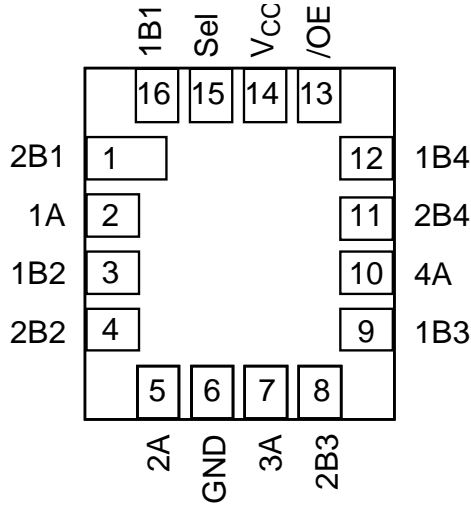 1B1 Sel VCC /OE
16 15 14 13
2B1 1 12 1B4
1A 2 11 2B4
1B2 3 10 4A
2B2 4 9 1B3
5 6 7 8
2A GND 3A 2B3